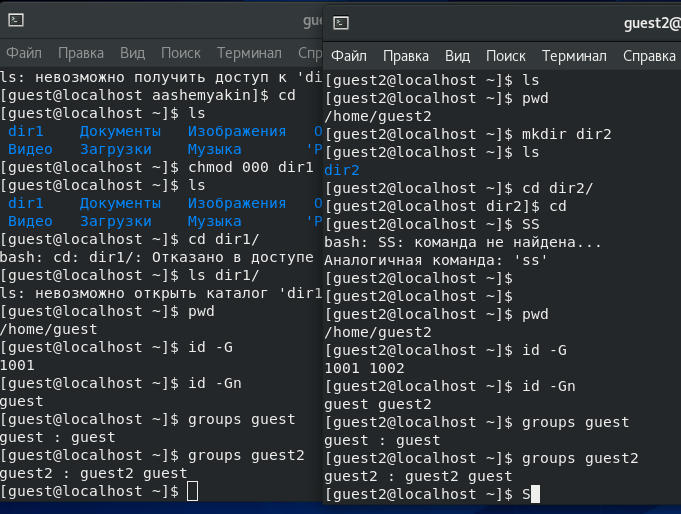 gue
Файл Правка Вид Поиск Терминал Спр
ls: невозможно получить доступ к 'di
[guest@localhost aashemyakin]$ cd
[guest@localhost ~]$ ls
dir1 Документы Изображения О
Видео Загрузки Музыка 'Р
[guest@localhost ~]$ chmod 000 dir1
[guest@localhost ~]$ ls
dir1 Документы Изображения О
Видео Загрузки Музыка 'Р
[guest@localhost ~]$ cd dir1/
bash: cd: dir1/: Отказано в доступе
[guest@localhost ~]$ ls dir1/
ls: невозможно открыть каталог 'dir1
[guest@localhost ~]$ pwd
/home/guest
[guest@localhost ~]$ id -G
1001
[guest@localhost ~]$ id -Gn
guest
[guest@localhost ~]$ groups guest
guest : guest
[guest@localhost ~]$ groups guest2
guest2 : guest2 guest
[guest@localhost ~]$
guest2@
Файл Правка Вид Поиск Терминал Справка
[guest2@localhost ~]$ ls
[guest2@localhost ~]$ pwd
/home/guest2
[guest2@localhost ~]$ mkdir dir2
[guest2@localhost ~]$ ls
dir2
[guest2@localhost ~]$ cd dir2/
[guest2@localhost dir2]$ cd
[guest2@localhost ~]$ SS
bash: SS: команда не найдена...
Аналогичная команда: 'ss'
[guest2@localhost ~]$
[guest2@localhost ~]$
[guest2@localhost ~]$ pwd
/home/guest2
[guest2@localhost ~]$ id -G
1001 1002
[guest2@localhost ~]$ id -Gn
guest guest2
[guest2@localhost ~]$ groups guest
guest : guest
[guest2@localhost ~]$ groups guest2
guest2 : guest2 guest
[guest2@localhost ~]$ S